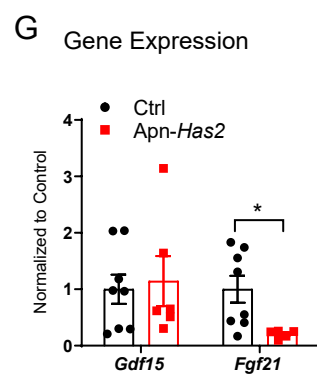 G
Gene Expression
Ctrl
Apn-Has2
Normalized to Control
4
3
2
1
0
*
Gdf15 Fgf21